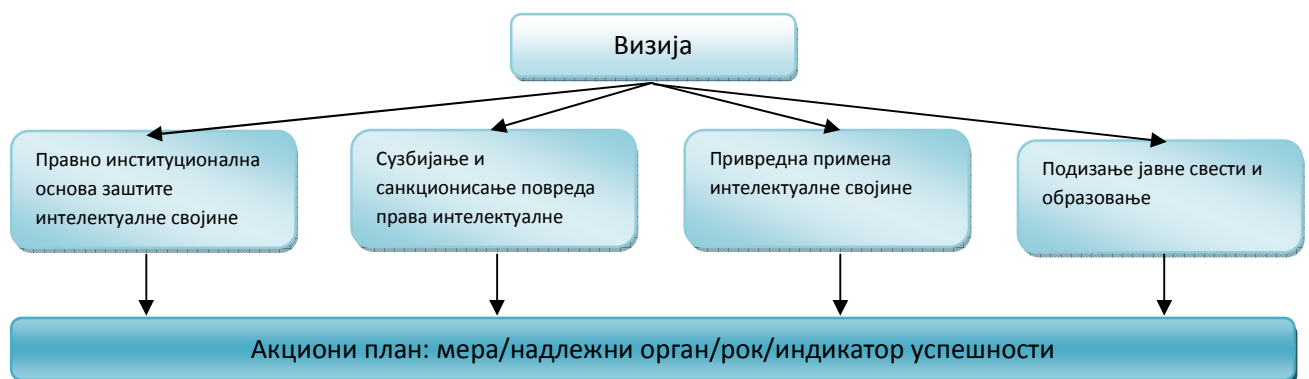 Визија
Правно институционална
основа заштите
интелектуалне својине
Сузбијање и
санкционисање повреда
права интелектуалне
Привредна примена
интелектуалне својине
Подизање јавне свести и
образовање
Акциони план: мера/надлежни орган/рок/индикатор успешности